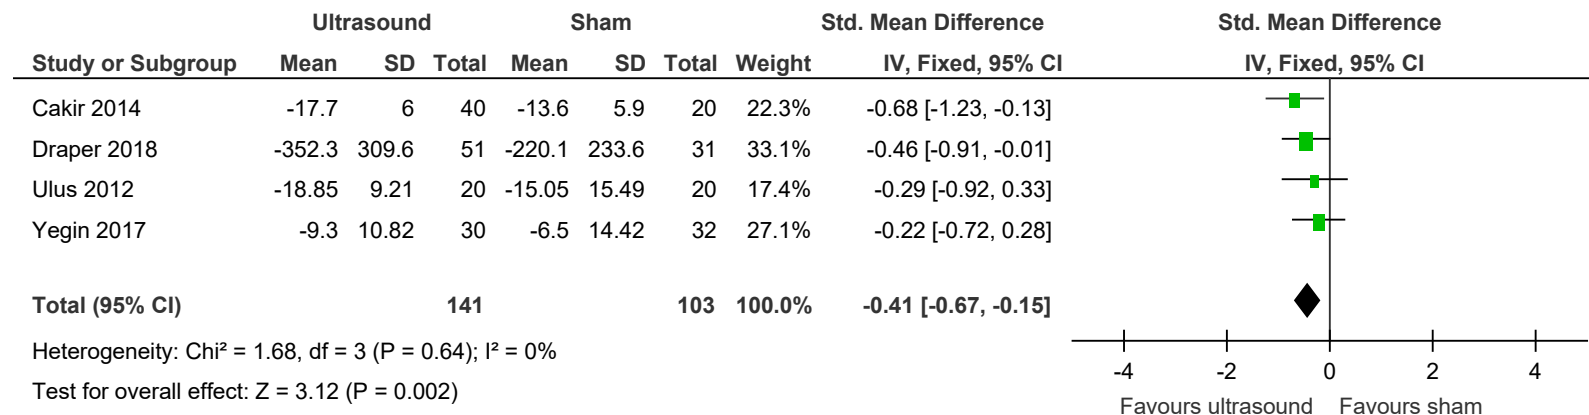 Ultrasound Sham Std. Mean Difference Std. Mean Difference
Study or Subgroup Mean SD Total Mean SD Total Weight IV, Fixed, 95% CI IV, Fixed, 95% CI
Cakir 2014 -17.7 6 40 -13.6 5.9 20 22.3% -0.68 [-1.23, -0.13]
Draper 2018 -352.3 309.6 51 -220.1 233.6 31 33.1% -0.46 [-0.91, -0.01]
Ulus 2012 -18.85 9.21 20 -15.05 15.49 20 17.4% -0.29 [-0.92, 0.33]
Yegin 2017 -9.3 10.82 30 -6.5 14.42 32 27.1% -0.22 [-0.72, 0.28]
Total (95% CI) 141 103 100.0% -0.41 [-0.67, -0.15]
Heterogeneity: Chi² = 1.68, df = 3 (P = 0.64); I² = 0%
Test for overall effect: Z = 3.12 (P = 0.002)
-4 -2 0 2 4
Favours ultrasound Favours sham